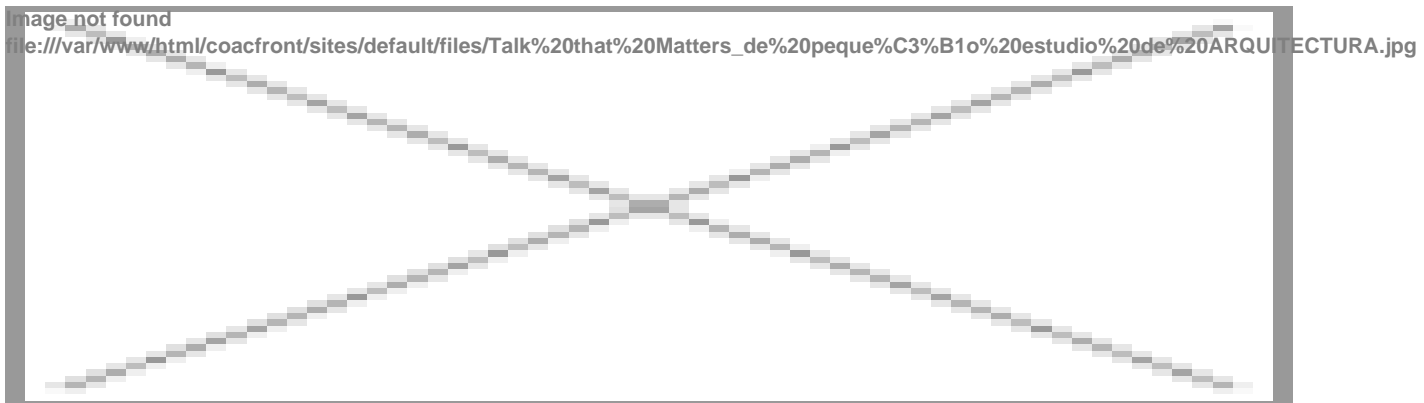 Image not found
file:///var/www/html/coacfront/sites/default/files/Talk%20that%20Matters_de%20peque%C3%B1o%20estudio%20de%20ARQUITECTURA.jpg